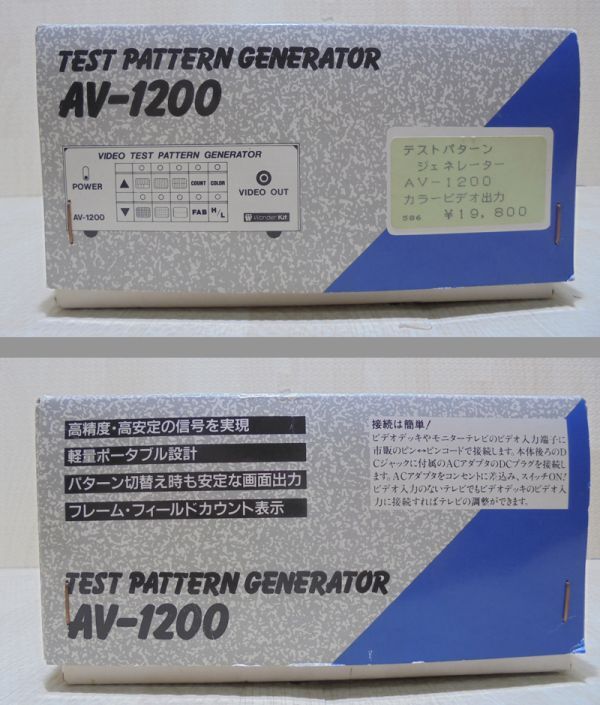 TEST PATTERN GENERATOR
AV-1200
VIDEO TEST PATTERN GENERATOR
POWER
COUNT
COLOR
VIDEO OUT
AV-1200
FAB
H/L
Wonder Kit
テストパターン
ジェネレーター
AV-1200
カラービデオ出力
586 ¥19,800
高精度・高安定の信号を実現
軽量ポータブル設計
パターン切替え時も安定な画面出力
フレーム・フィールドカウント表示
接続は簡単!
ビデオデッキやモニターテレビのビデオ入力端子に
市販のピン↔ピンコードで接続します。本体後ろのD
Cジャックに付属のACアダプタのDCプラグを接続し
ます。ACアダプタをコンセントに差込み、スイッチON!
ビデオ入力のないテレビでもビデオデッキのビデオ入
力に接続すればテレビの調整ができます。
TEST PATTERN GENERATOR
AV-1200